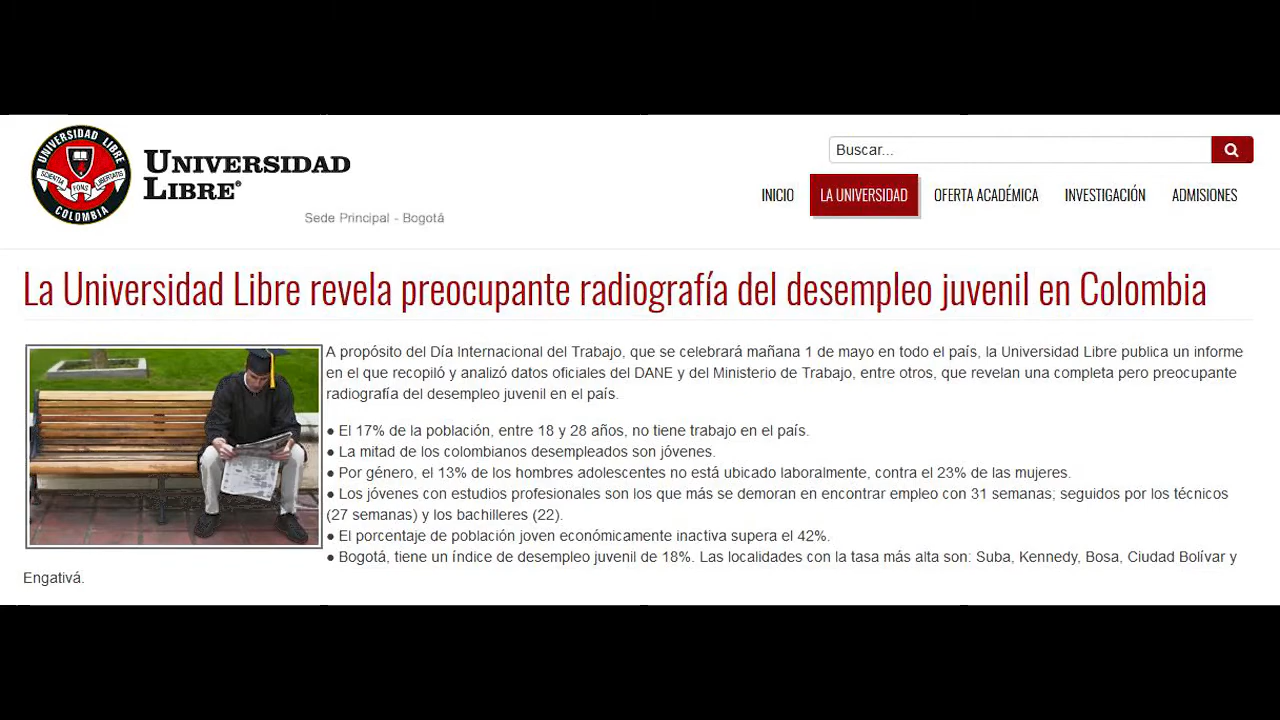 UNIVERSIDAD LIBRE
SCIENTIA FONS LIBERTATIS
COLOMBIA
UNIVERSIDAD
LIBRE®
Sede Principal - Bogotá
Buscar...
INICIO LA UNIVERSIDAD OFERTA ACADÉMICA INVESTIGACIÓN ADMISIONES
La Universidad Libre revela preocupante radiografía del desempleo juvenil en Colombia
A propósito del Día Internacional del Trabajo, que se celebrará mañana 1 de mayo en todo el país, la Universidad Libre publica un informe
en el que recopiló y analizó datos oficiales del DANE y del Ministerio de Trabajo, entre otros, que revelan una completa pero preocupante
radiografía del desempleo juvenil en el país.
● El 17% de la población, entre 18 y 28 años, no tiene trabajo en el país.
● La mitad de los colombianos desempleados son jóvenes.
● Por género, el 13% de los hombres adolescentes no está ubicado laboralmente, contra el 23% de las mujeres.
● Los jóvenes con estudios profesionales son los que más se demoran en encontrar empleo con 31 semanas; seguidos por los técnicos
(27 semanas) y los bachilleres (22).
● El porcentaje de población joven económicamente inactiva supera el 42%.
● Bogotá, tiene un índice de desempleo juvenil de 18%. Las localidades con la tasa más alta son: Suba, Kennedy, Bosa, Ciudad Bolívar y
Engativá.